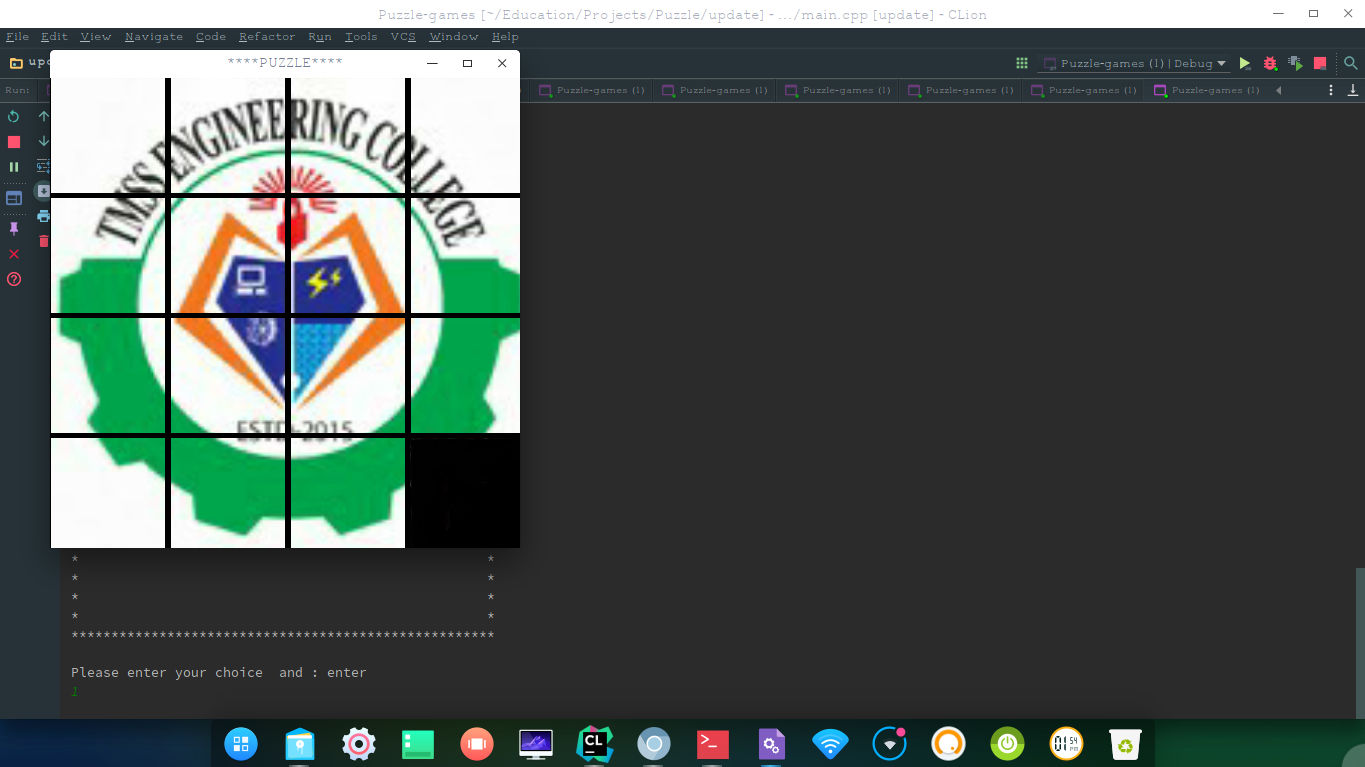 Puzzle-games [~/Education/Projects/Puzzle/update] - .../main.cpp [update] - CLion
File Edit View Navigate Code Refactor Run Tools VCS Window Help
****PUZZLE****
Puzzle-games (1) | Debug
Run:
Puzzle-games (1) Puzzle-games (1) Puzzle-games (1) Puzzle-games (1) Puzzle-games (1) Puzzle-games (1)
TMSS ENGINEERING COLLEGE
ESTD-2015
* *
* *
* *
* *
*****************************************************
Please enter your choice  and : enter
1
CL
01 54
PM